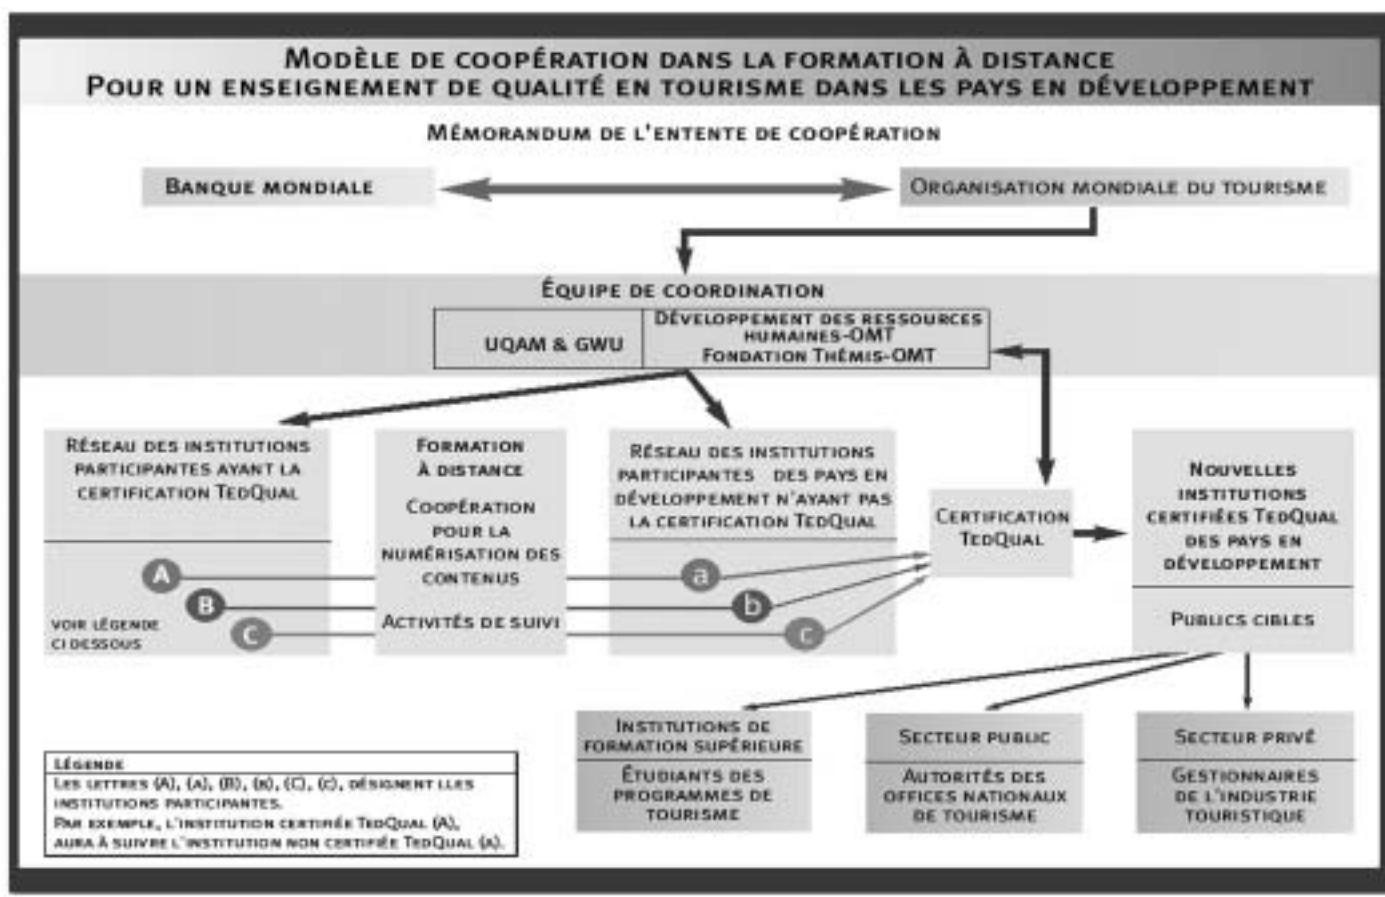 MODÈLE DE COOPÉRATION DANS LA FORMATION À DISTANCE
POUR UN ENSEIGNEMENT DE QUALITÉ EN TOURISME DANS LES PAYS EN DÉVELOPPEMENT
MÉMORANDUM DE L'ENTENTE DE COOPÉRATION
BANQUE MONDIALE
ORGANISATION MONDIALE DU TOURISME
ÉQUIPE DE COORDINATION
UQAM & GWU
DÉVELOPPEMENT DES RESSOURCES
HUMAINES-OMT
FONDATION THÉMIS-OMT
RÉSEAU DES INSTITUTIONS
PARTICIPANTES AYANT LA
CERTIFICATION TEDQUAL
A
B
C
VOIR LÉGENDE
CI DESSOUS
FORMATION
À DISTANCE
COOPÉRATION
POUR LA
NUMÉRISATION DES
CONTENUS
ACTIVITÉS DE SUIVI
RÉSEAU DES INSTITUTIONS
PARTICIPANTES DES PAYS EN
DÉVELOPPEMENT N'AYANT PAS
LA CERTIFICATION TEDQUAL
a
b
c
CERTIFICATION
TEDQUAL
NOUVELLES
INSTITUTIONS
CERTIFIÉES TEDQUAL
DES PAYS EN
DÉVELOPPEMENT
PUBLICS CIBLES
INSTITUTIONS DE
FORMATION SUPÉRIEURE
ÉTUDIANTS DES
PROGRAMMES DE
TOURISME
SECTEUR PUBLIC
AUTORITÉS DES
OFFICES NATIONAUX
DE TOURISME
SECTEUR PRIVÉ
GESTIONNAIRES
DE L'INDUSTRIE
TOURISTIQUE
LÉGENDE
LES LETTRES (A), (A), (B), (B), (C), (C), DÉSIGNENT LLES
INSTITUTIONS PARTICIPANTES.
PAR EXEMPLE, L'INSTITUTION CERTIFIÉE TEDQUAL (A),
AURA À SUIVRE L'INSTITUTION NON CERTIFIÉE TEDQUAL (A).